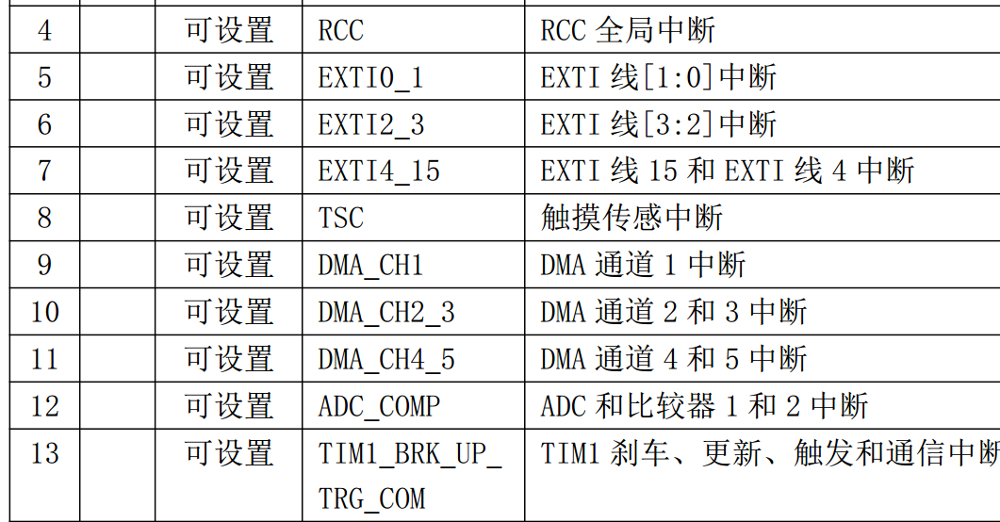 4 可设置 RCC RCC 全局中断
5 可设置 EXTI0_1 EXTI 线[1:0]中断
6 可设置 EXTI2_3 EXTI 线[3:2]中断
7 可设置 EXTI4_15 EXTI 线 15 和 EXTI 线 4 中断
8 可设置 TSC 触摸传感中断
9 可设置 DMA_CH1 DMA 通道 1 中断
10 可设置 DMA_CH2_3 DMA 通道 2 和 3 中断
11 可设置 DMA_CH4_5 DMA 通道 4 和 5 中断
12 可设置 ADC_COMP ADC 和比较器 1 和 2 中断
13 可设置 TIM1_BRK_UP_ TIM1 刹车、更新、触发和通信中断
TRG_COM